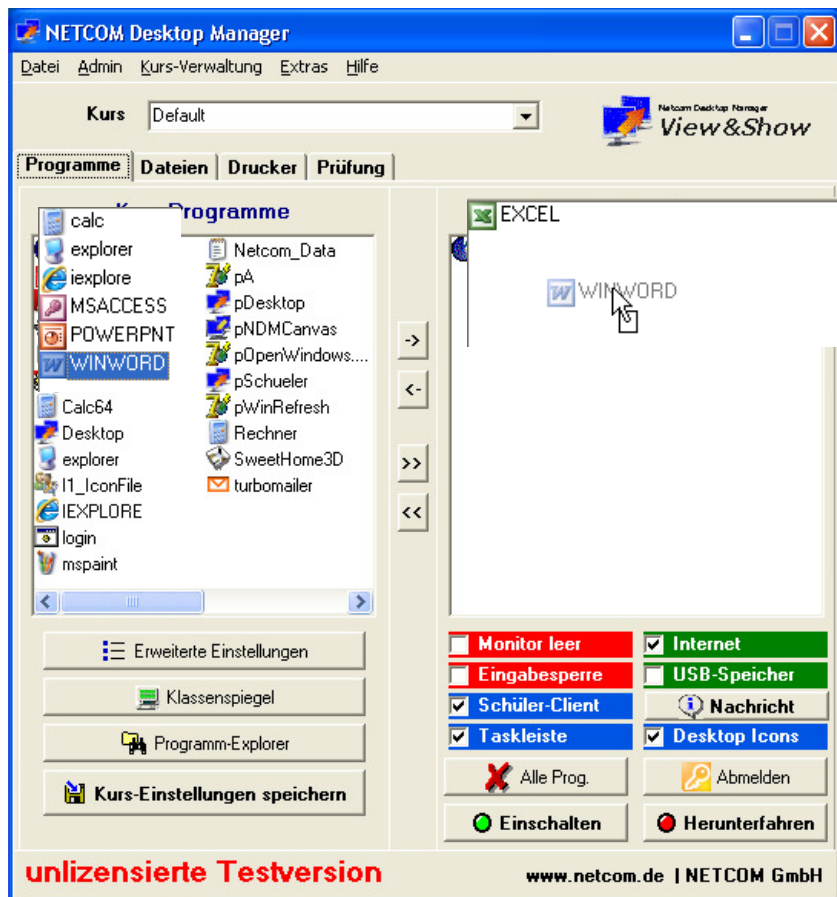 NETCOM Desktop Manager
Datei Admin Kurs-Verwaltung Extras Hilfe
Kurs Default
Netcom Desktop Manager
View&Show
Programme Dateien Drucker Prüfung
Programme
calc
explorer
iexplore
MSACCESS
POWERPNT
WINWORD
Calc64
Desktop
explorer
I1_IconFile
IEXPLORE
login
mspaint
Netcom_Data
pA
pDesktop
pNDMCanvas
pOpenWindows....
pSchueler
pWinRefresh
Rechner
SweetHome3D
turbomailer
->
<-
>>
<<
EXCEL
WINWORD
Erweiterte Einstellungen
Klassenspiegel
Programm-Explorer
Kurs-Einstellungen speichern
Monitor leer Internet
Eingabesperre USB-Speicher
Schüler-Client Nachricht
Taskleiste Desktop Icons
Alle Prog. Abmelden
Einschalten Herunterfahren
unlizensierte Testversion www.netcom.de | NETCOM GmbH